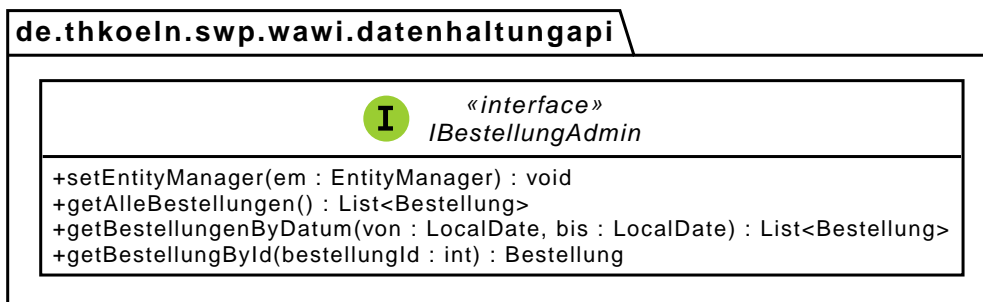 de.thkoeln.swp.wawi.datenhaltungapi
I
«interface»
IBestellungAdmin
+setEntityManager(em : EntityManager) : void
+getAlleBestellungen() : List<Bestellung>
+getBestellungenByDatum(von : LocalDate, bis : LocalDate) : List<Bestellung>
+getBestellungById(bestellungId : int) : Bestellung